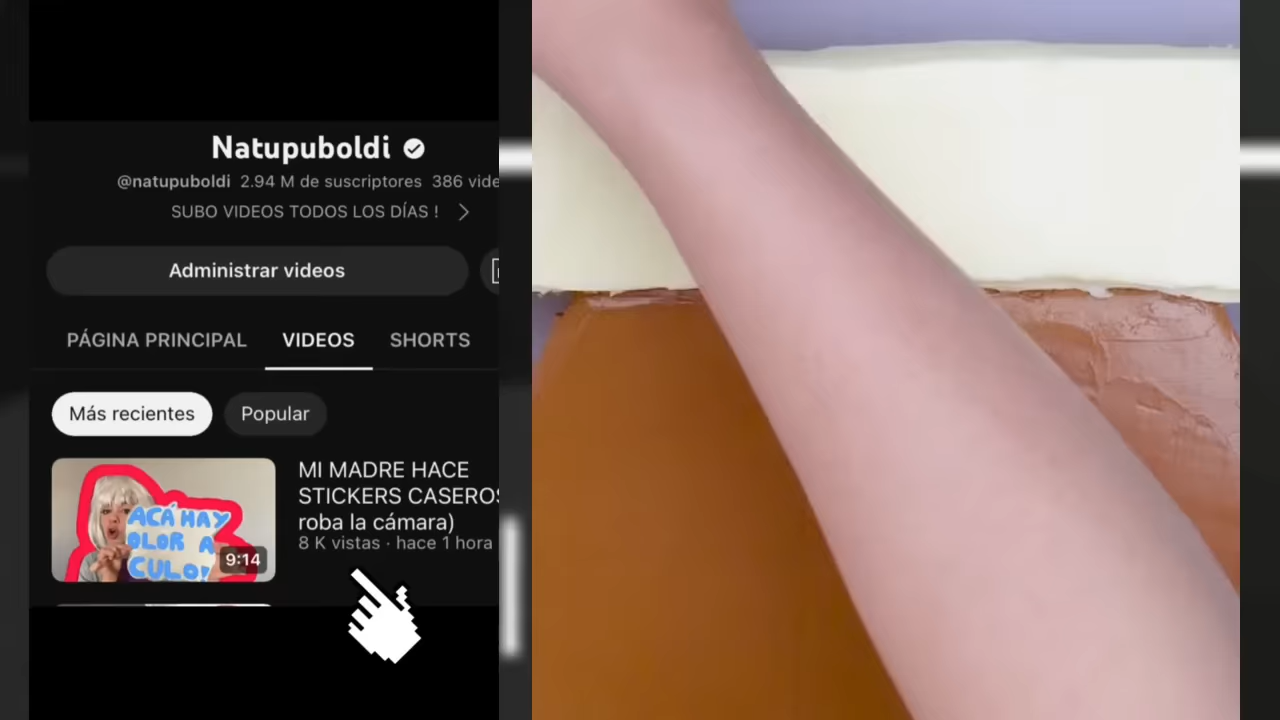 Natupuboldi
@natupuboldi 2.94 M de suscriptores 386 vide
SUBO VIDEOS TODOS LOS DÍAS !
Administrar videos
PÁGINA PRINCIPAL VIDEOS SHORTS
Más recientes Popular
MI MADRE HACE
STICKERS CASEROS
roba la cámara)
8 K vistas · hace 1 hora
ACÁ HAY
OLOR A
CULO!
9:14